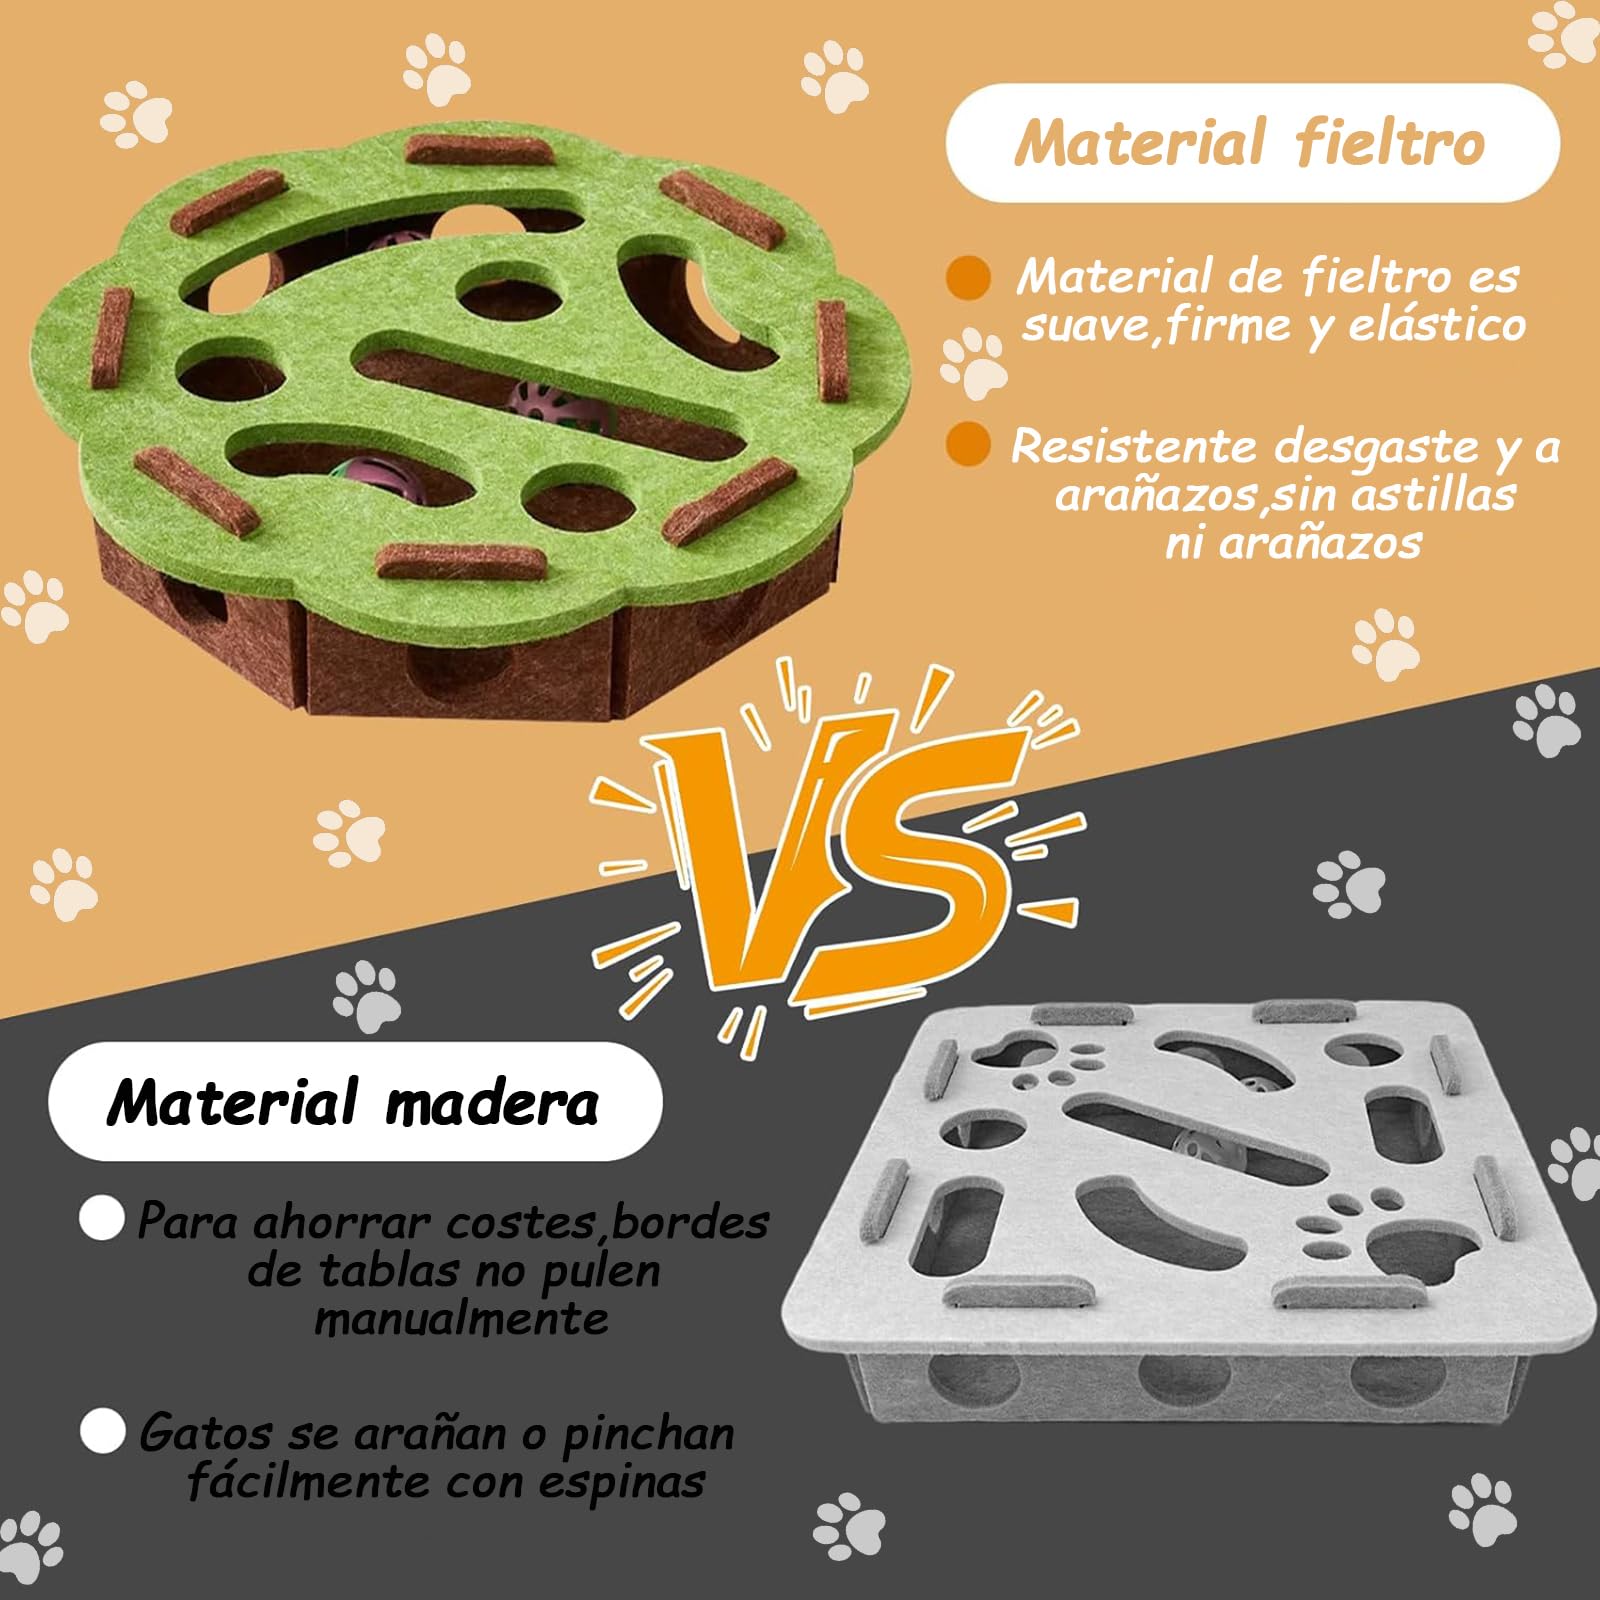 Material fieltro
Material de fieltro es
suave,firme y elástico
Resistente desgaste y a
arañazos,sin astillas
ni arañazos
VS
Material madera
Para ahorrar costes,bordes
de tablas no pulen
manualmente
Gatos se arañan o pinchan
fácilmente con espinas